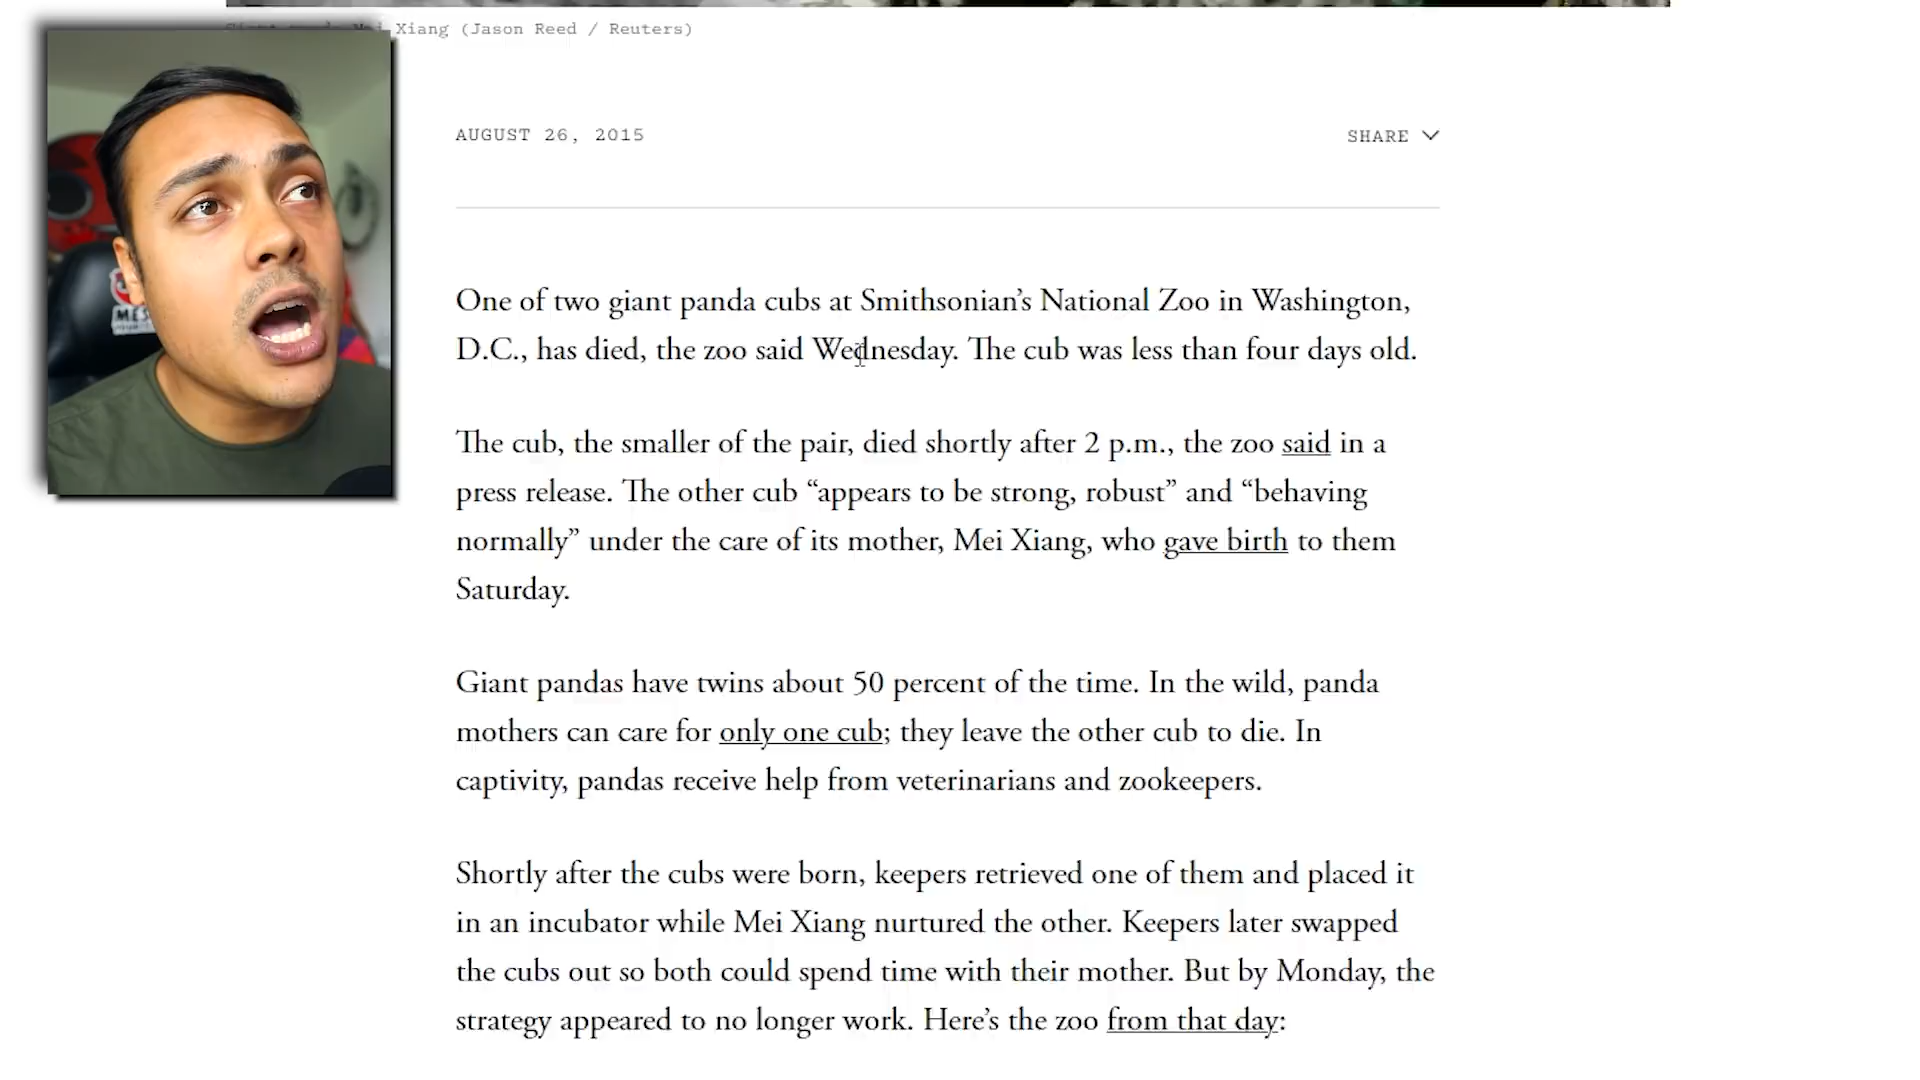 Xiang (Jason Reed / Reuters)
AUGUST 26, 2015
SHARE
One of two giant panda cubs at Smithsonian’s National Zoo in Washington,
D.C., has died, the zoo said Wednesday. The cub was less than four days old.
The cub, the smaller of the pair, died shortly after 2 p.m., the zoo said in a
press release. The other cub “appears to be strong, robust” and “behaving
normally” under the care of its mother, Mei Xiang, who gave birth to them
Saturday.
Giant pandas have twins about 50 percent of the time. In the wild, panda
mothers can care for only one cub; they leave the other cub to die. In
captivity, pandas receive help from veterinarians and zookeepers.
Shortly after the cubs were born, keepers retrieved one of them and placed it
in an incubator while Mei Xiang nurtured the other. Keepers later swapped
the cubs out so both could spend time with their mother. But by Monday, the
strategy appeared to no longer work. Here’s the zoo from that day: